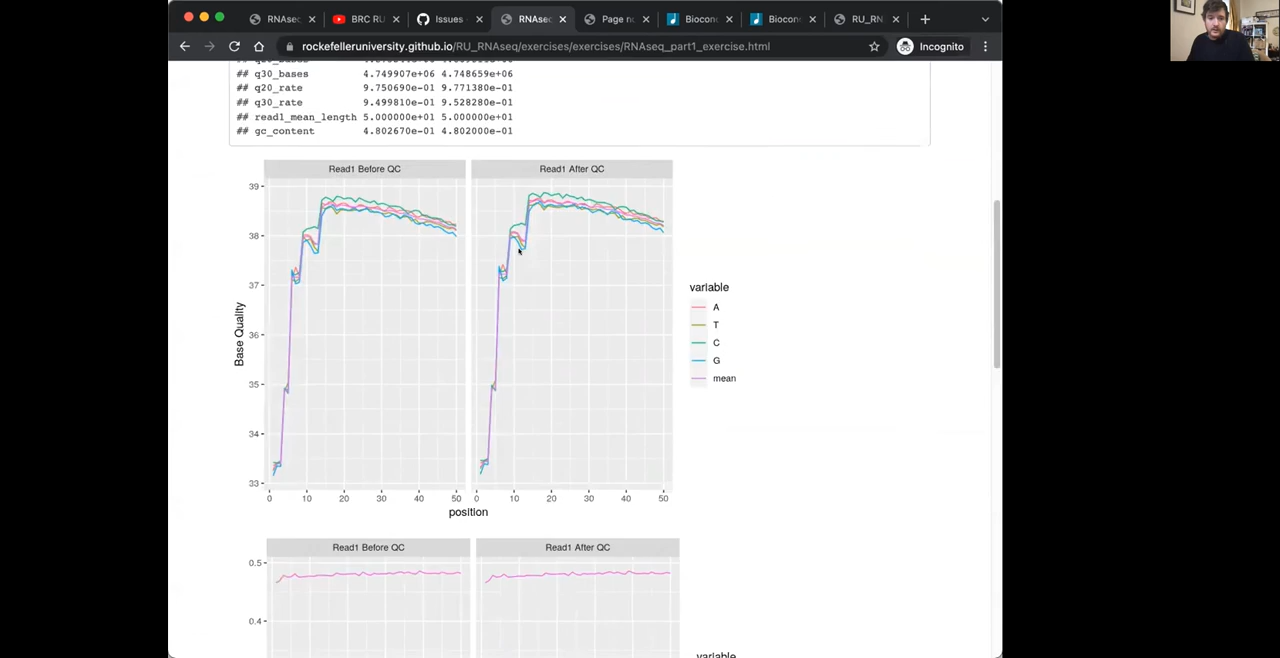 RNAseq
BRC RU
Issues
RNAseq
Page n
Biocon
Biocon
RU_RN
rockefelleruniversity.github.io/RU_RNAseq/exercises/exercises/RNAseq_part1_exercise.html
Incognito
## q30_bases 4.749907e+06 4.748659e+06
## q20_rate 9.750690e-01 9.771380e-01
## q30_rate 9.499810e-01 9.528280e-01
## read1_mean_length 5.000000e+01 5.000000e+01
## gc_content 4.802670e-01 4.802000e-01
Read1 Before QC Read1 After QC
39
38
37
36
35
34
33
Base Quality
0 10 20 30 40 50 0 10 20 30 40 50
position
variable
A
T
C
G
mean
Read1 Before QC Read1 After QC
0.5
0.4
variable